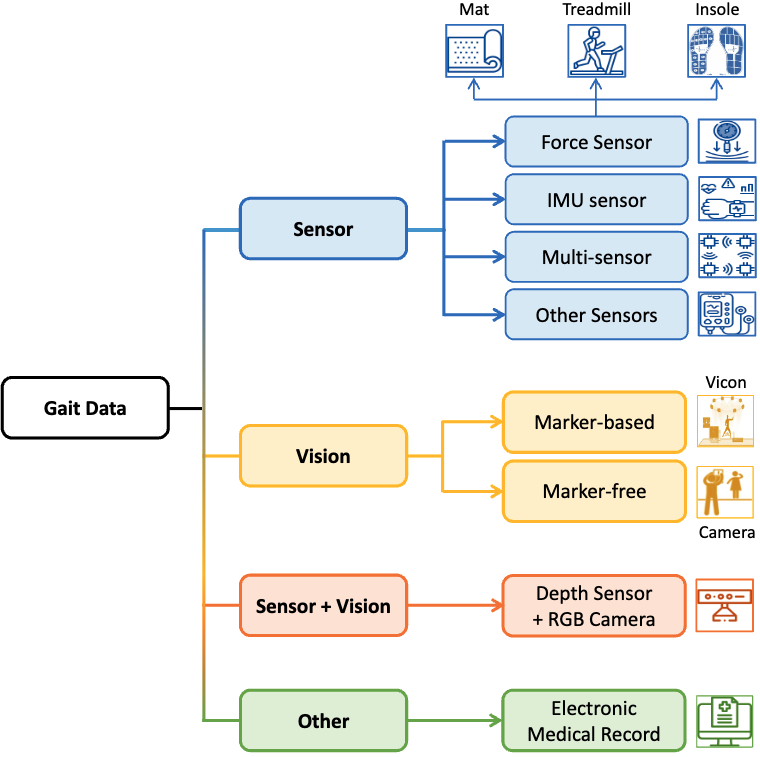 Mat
Treadmill
Insole
Force Sensor
IMU sensor
Sensor
Multi-sensor
Other Sensors
Gait Data
Vicon
Marker-based
Vision
Marker-free
Camera
Sensor + Vision
Depth Sensor
+ RGB Camera
Other
Electronic
Medical Record